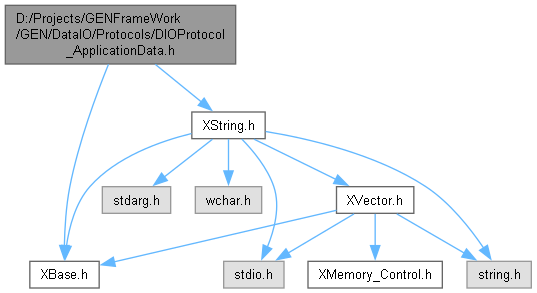 D:/Projects/GENFrameWork
/GEN/DataIO/Protocols/DIOProtocol
_ApplicationData.h
XString.h
stdarg.h
wchar.h
XVector.h
XBase.h
stdio.h
XMemory_Control.h
string.h